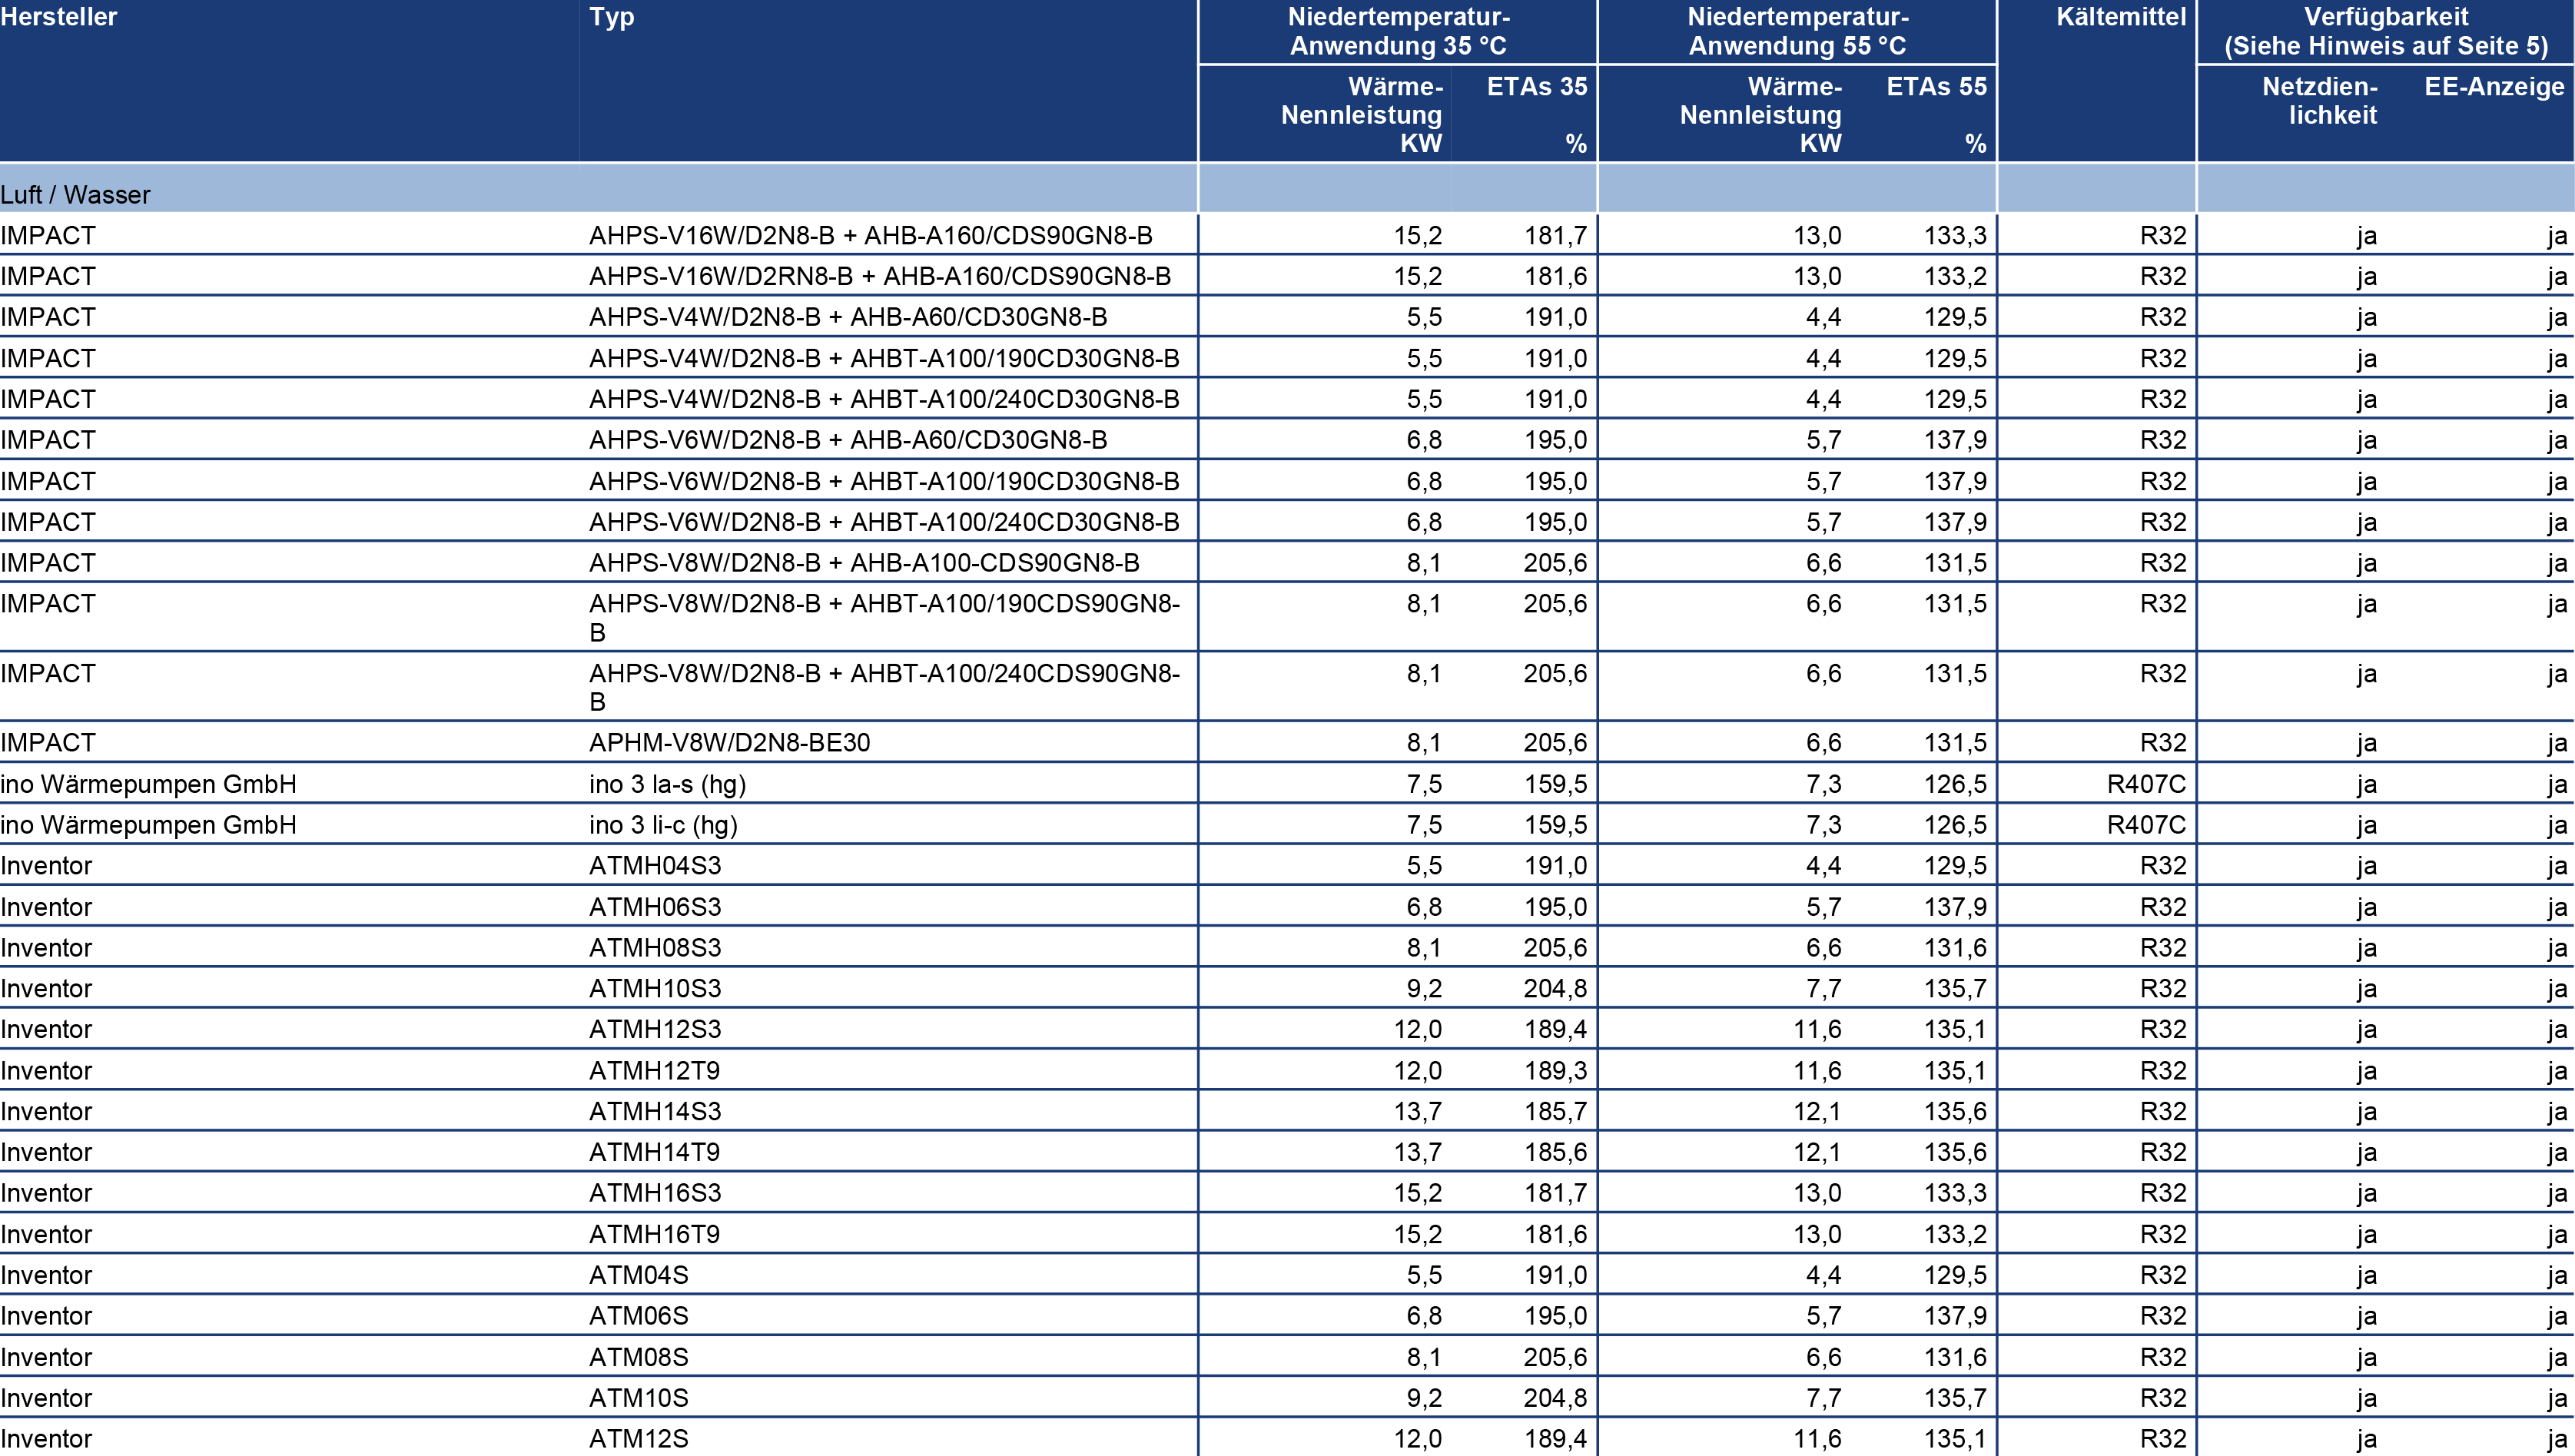 Hersteller Typ Niedertemperatur- Niedertemperatur- Kältemittel Verfügbarkeit
Anwendung 35 °C Anwendung 55 °C (Siehe Hinweis auf Seite 5)
Wärme- ETAs 35 Wärme- ETAs 55 Netzdien- EE-Anzeige
Nennleistung Nennleistung lichkeit
KW % KW %
Luft / Wasser
IMPACT AHPS-V16W/D2N8-B + AHB-A160/CDS90GN8-B 15,2 181,7 13,0 133,3 R32 ja ja
IMPACT AHPS-V16W/D2RN8-B + AHB-A160/CDS90GN8-B 15,2 181,6 13,0 133,2 R32 ja ja
IMPACT AHPS-V4W/D2N8-B + AHB-A60/CD30GN8-B 5,5 191,0 4,4 129,5 R32 ja ja
IMPACT AHPS-V4W/D2N8-B + AHBT-A100/190CD30GN8-B 5,5 191,0 4,4 129,5 R32 ja ja
IMPACT AHPS-V4W/D2N8-B + AHBT-A100/240CD30GN8-B 5,5 191,0 4,4 129,5 R32 ja ja
IMPACT AHPS-V6W/D2N8-B + AHB-A60/CD30GN8-B 6,8 195,0 5,7 137,9 R32 ja ja
IMPACT AHPS-V6W/D2N8-B + AHBT-A100/190CD30GN8-B 6,8 195,0 5,7 137,9 R32 ja ja
IMPACT AHPS-V6W/D2N8-B + AHBT-A100/240CD30GN8-B 6,8 195,0 5,7 137,9 R32 ja ja
IMPACT AHPS-V8W/D2N8-B + AHB-A100-CDS90GN8-B 8,1 205,6 6,6 131,5 R32 ja ja
IMPACT AHPS-V8W/D2N8-B + AHBT-A100/190CDS90GN8- 8,1 205,6 6,6 131,5 R32 ja ja
B
IMPACT AHPS-V8W/D2N8-B + AHBT-A100/240CDS90GN8- 8,1 205,6 6,6 131,5 R32 ja ja
B
IMPACT APHM-V8W/D2N8-BE30 8,1 205,6 6,6 131,5 R32 ja ja
ino Wärmepumpen GmbH ino 3 la-s (hg) 7,5 159,5 7,3 126,5 R407C ja ja
ino Wärmepumpen GmbH ino 3 li-c (hg) 7,5 159,5 7,3 126,5 R407C ja ja
Inventor ATMH04S3 5,5 191,0 4,4 129,5 R32 ja ja
Inventor ATMH06S3 6,8 195,0 5,7 137,9 R32 ja ja
Inventor ATMH08S3 8,1 205,6 6,6 131,6 R32 ja ja
Inventor ATMH10S3 9,2 204,8 7,7 135,7 R32 ja ja
Inventor ATMH12S3 12,0 189,4 11,6 135,1 R32 ja ja
Inventor ATMH12T9 12,0 189,3 11,6 135,1 R32 ja ja
Inventor ATMH14S3 13,7 185,7 12,1 135,6 R32 ja ja
Inventor ATMH14T9 13,7 185,6 12,1 135,6 R32 ja ja
Inventor ATMH16S3 15,2 181,7 13,0 133,3 R32 ja ja
Inventor ATMH16T9 15,2 181,6 13,0 133,2 R32 ja ja
Inventor ATM04S 5,5 191,0 4,4 129,5 R32 ja ja
Inventor ATM06S 6,8 195,0 5,7 137,9 R32 ja ja
Inventor ATM08S 8,1 205,6 6,6 131,6 R32 ja ja
Inventor ATM10S 9,2 204,8 7,7 135,7 R32 ja ja
Inventor ATM12S 12,0 189,4 11,6 135,1 R32 ja ja